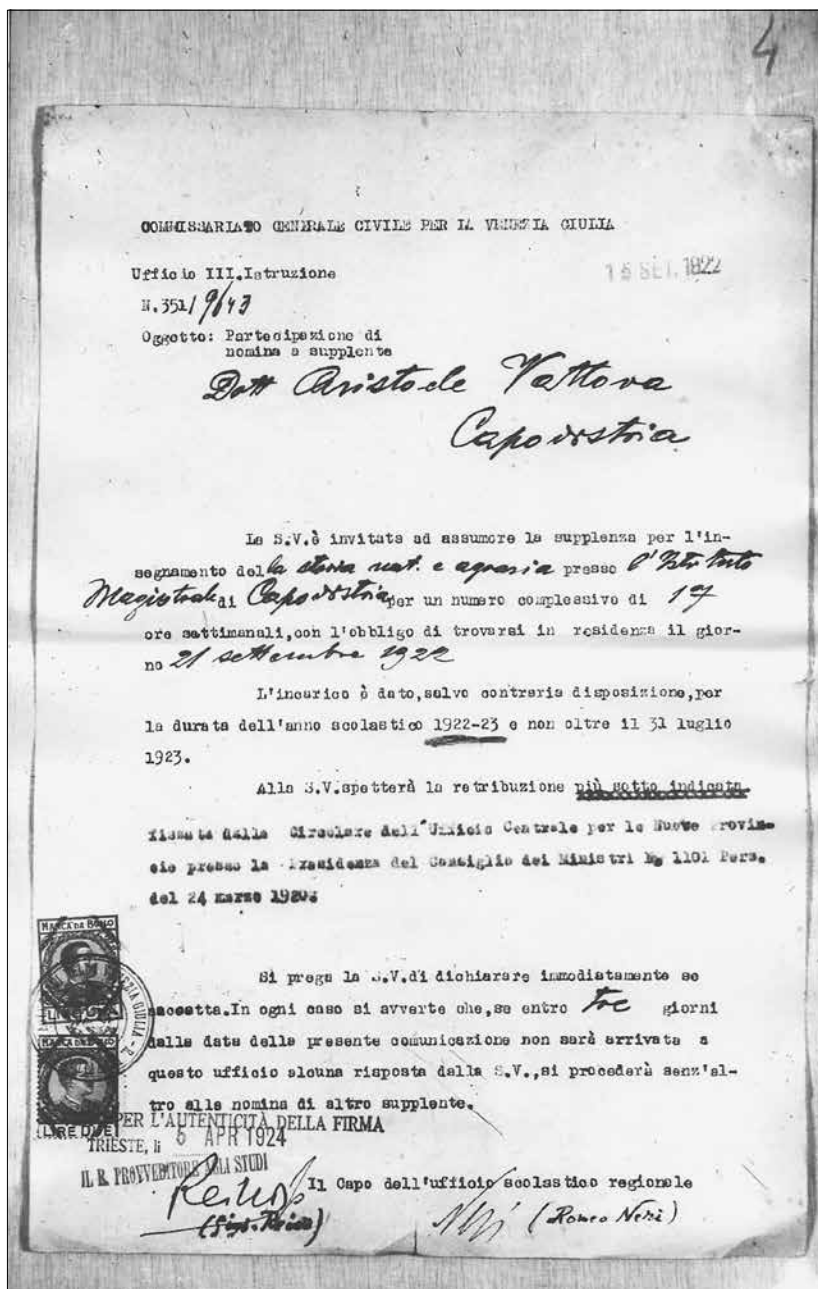 4
COMMISSARIATO GENERALE CIVILE PER LA VENEZIA GIULIA
Ufficio III.Istruzione
15 SET. 1922
N.351/9643
Oggetto: Partecipazione di
nomina a supplente
Dott Aristocle Vattova
Capodistria
La S.V.è invitata ad assumere la supplenza per l'in-
segnamento della storia nat. e agraria presso l'Istituto
Magistrale di Capodistria per un numero complessivo di 17
ore settimanali,con l'obbligo di trovarsi in residenza il gior-
no 21 settembre 1922
L'incarico è dato,salvo contraria disposizione,per
la durata dell'anno scolastico 1922-23 e non oltre il 31 luglio
1923.
Alla S.V.spetterà la retribuzione più sotto indicata
fissata dalla Circolare dell'Ufficio Centrale per le Nuove Provin-
cie presso la Presidenza del Consiglio dei Ministri N. 1101 Pers.
del 24 marzo 1920.
Si prega la S.V.di dichiarare immediatamente se
accetta.In ogni caso si avverte che,se entro tre giorni
dalla data della presente comunicazione non sarà arrivata a
questo ufficio alcuna risposta dalla S.V.,si procederà senz'al-
tro alla nomina di altro supplente.
MARCA DA BOLLO
MARCA DA BOLLO
LIRE DUE
PER L'AUTENTICITÀ DELLA FIRMA
TRIESTE, li 5 APR 1924
IL R. PROVVEDITORE AGLI STUDI
Il Capo dell'ufficio scolastico regionale
(Romeo Neri)